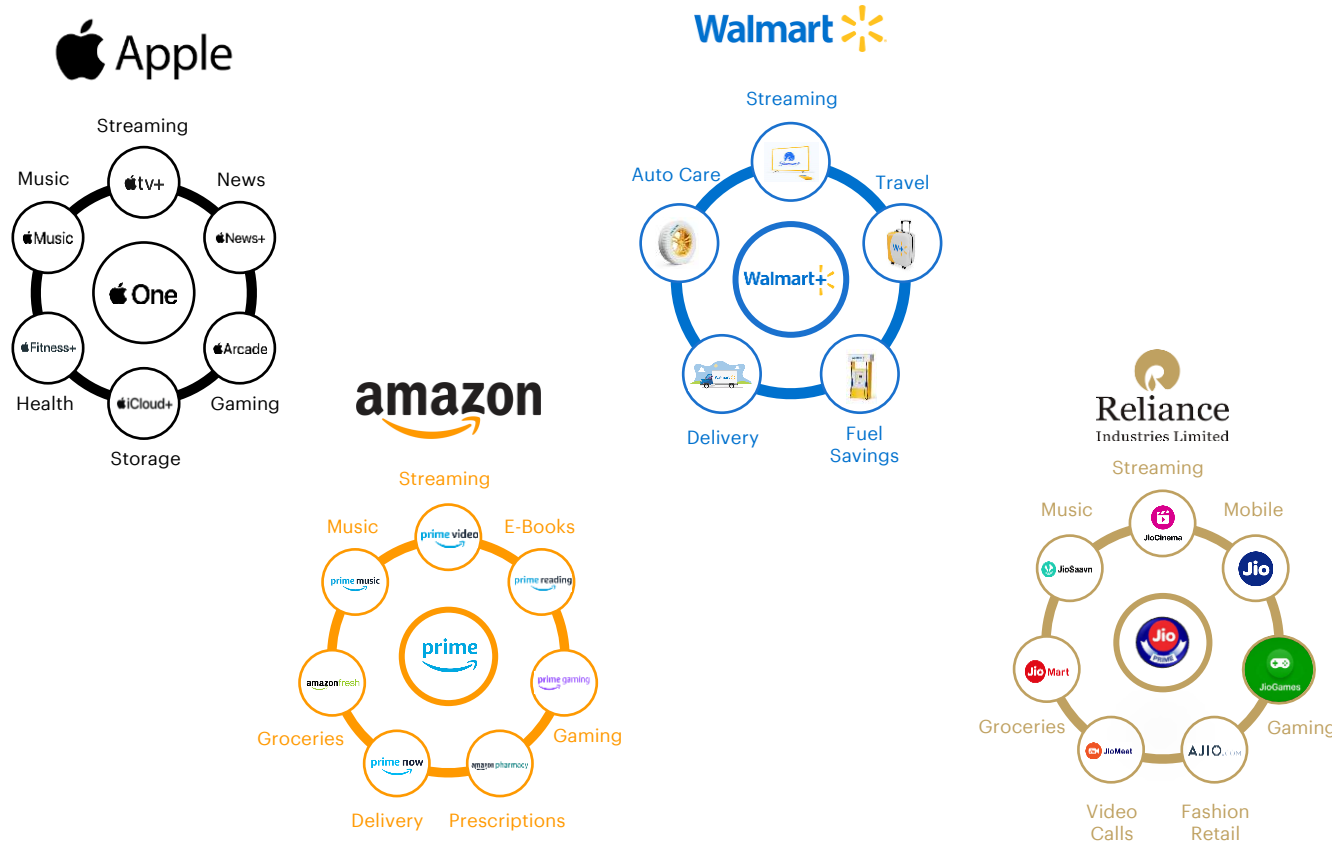 Apple
Streaming
Music
News
tv+
Music
News+
One
Fitness+
Arcade
iCloud+
Health
Gaming
Storage
Walmart
Streaming
Auto Care
Travel
W+
Walmart+
Walmart
Delivery
Fuel
Savings
amazon
Streaming
Music
E-Books
prime video
prime music
prime reading
prime
amazonfresh
prime gaming
Groceries
Gaming
prime now
amazon pharmacy
Delivery
Prescriptions
Reliance
Industries Limited
Streaming
Music
Mobile
JioCinema
JioSaavn
Jio
Jio
PRIME
Jio Mart
JioGames
Groceries
Gaming
JioMeet
AJIO.COM
Video
Calls
Fashion
Retail